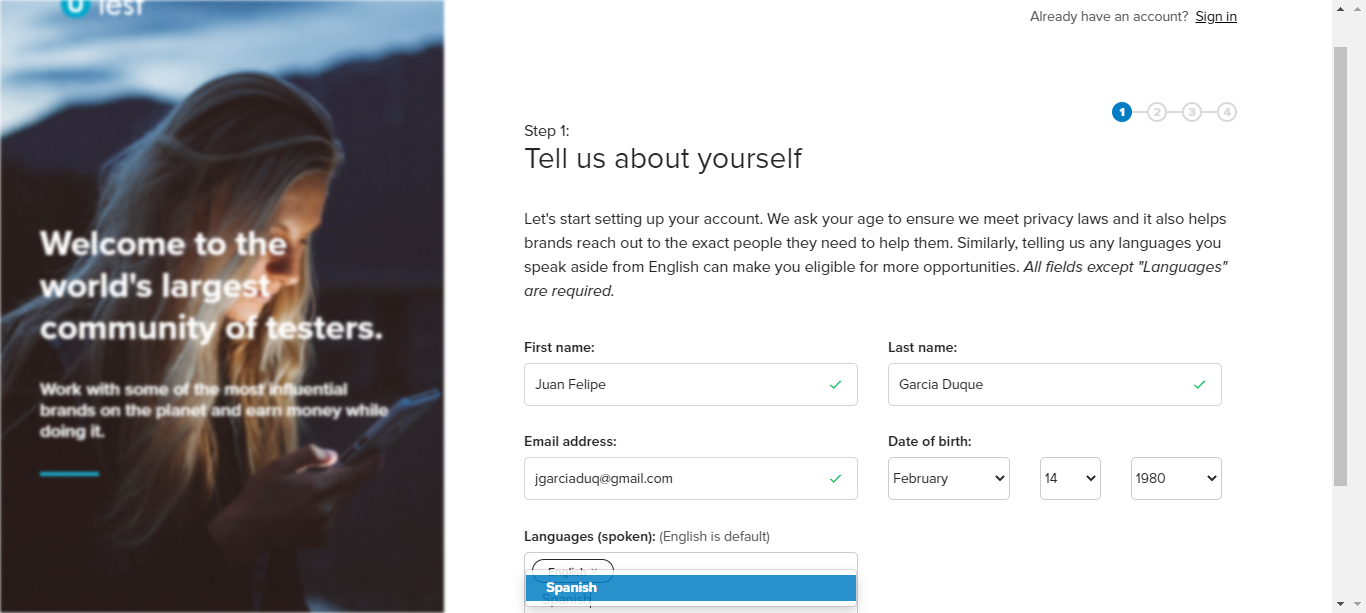 Test
Already have an account? Sign in
1 2 3 4
Step 1:
Tell us about yourself
Let's start setting up your account. We ask your age to ensure we meet privacy laws and it also helps
brands reach out to the exact people they need to help them. Similarly, telling us any languages you
speak aside from English can make you eligible for more opportunities. All fields except "Languages"
are required.
Welcome to the
world's largest
community of testers.
Work with some of the most influential
brands on the planet and earn money while
doing it.
First name:
Last name:
Juan Felipe
Garcia Duque
Email address:
Date of birth:
jgarciaduq@gmail.com
February
14
1980
Languages (spoken): (English is default)
English ×
Spanish
Spanish